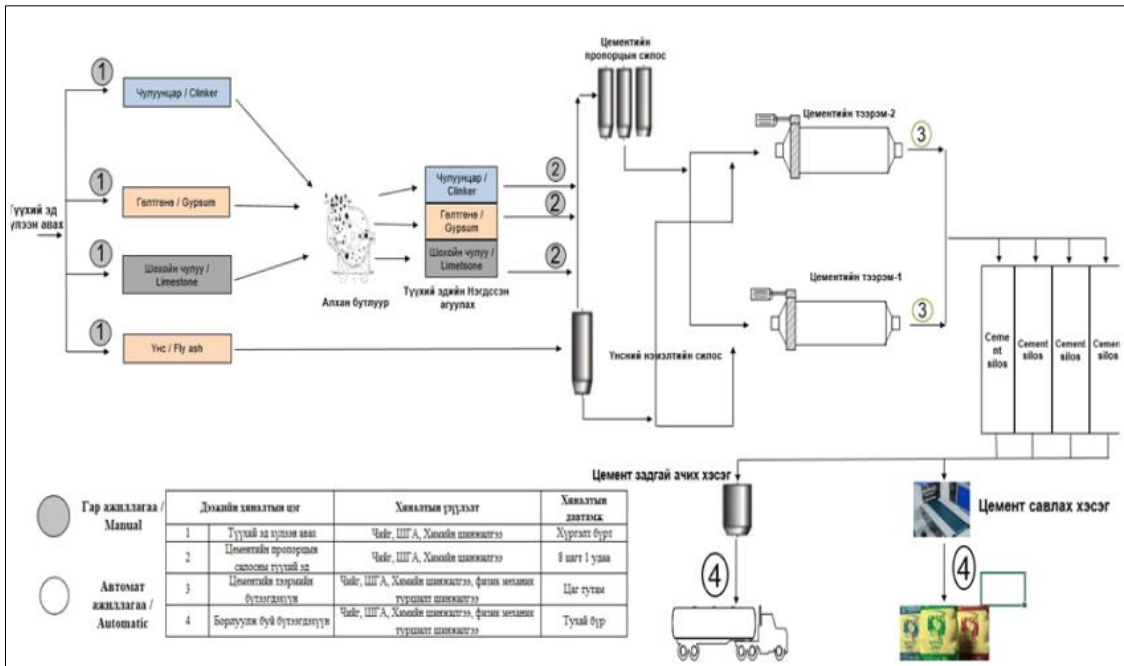 Цементийн
пропорцын силос
1
Чулуунцар / Clinker
Цементийн тээрэм-2
3
1
Гөлтгөнө / Gypsum
эд
авах
Чулуунцар /
Clinker
2
Гөлтгөнө /
Gypsum
2
Шохойн чулуу /
Limetsone
2
1
Шохойн чулуу /
Limestone
Алхан бутлуур
Түүхий эдийн Нэгдссэн
агуулах
Цементийн тээрэм-1
3
1
Үнс / Fly ash
Үнсний нэмэлтийн силос
Ceme
nt
silos
Cement
silos
Cement
silos
Cemen
silos
Цемент задгай ачих хэсэг
Цемент савлах хэсэг
4
4
Гар ажиллагаа /
Manual
Автомат
ажиллагаа /
Automatic
Дээжийн хяналтын цэг
Хяналтын үзүүлэлт
Хяналтын
давтамж
1
Түүхий эд хүлээн авах
Чийг, ШГА, Химийн шинжилгээ
Хүргэлт бүрт
2
Цементийн пропорцын
силосны түүхий эд
Чийг, ШГА, Химийн шинжилгээ
8 цагт 1 удаа
3
Цементийн тээрмийн
бүтээгдэхүүн
Чийг, ШГА, Химийн шинжилгээ, физик механик
туршилт шинжилгээ
Цаг тутам
4
Борлуулж буй бүтээгдэхүүн
Чийг, ШГА, Химийн шинжилгээ, физик механик
туршилт шинжилгээ
Тухай бүр